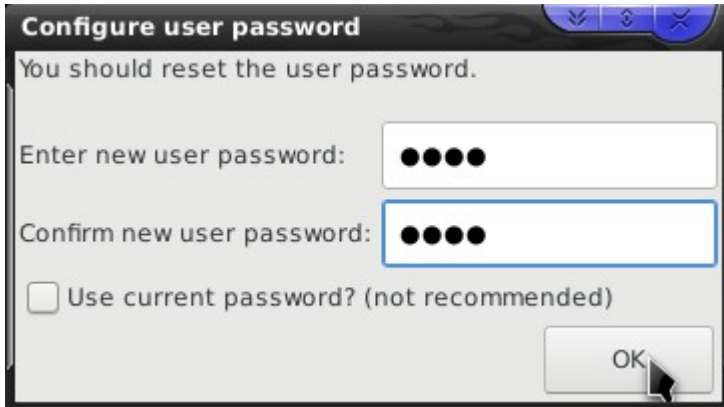 Configure user password
You should reset the user password.
Enter new user password: ●●●●
Confirm new user password: ●●●●
Use current password? (not recommended)
OK